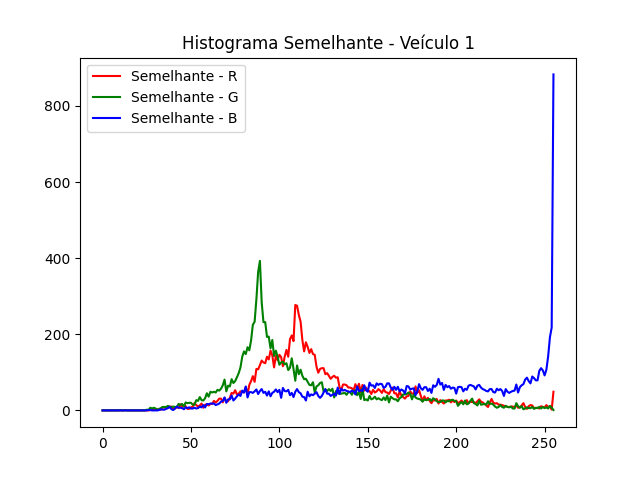 Histograma Semelhante - Veículo 1
Semelhante - R
Semelhante - G
Semelhante - B
800
600
400
200
0
0 50 100 150 200 250